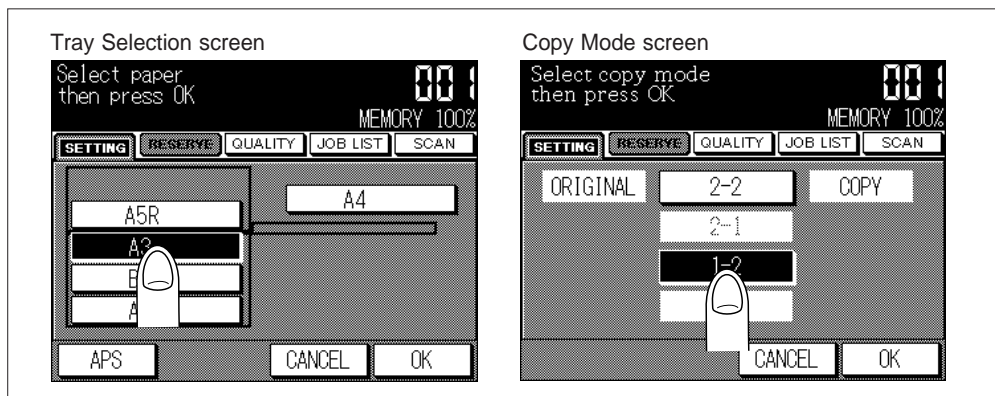 Tray Selection screen
Select paper
then press OK
001
MEMORY 100%
SETTING RESERVE QUALITY JOB LIST SCAN
A4
A5R
A3
APS CANCEL OK
Copy Mode screen
Select copy mode
then press OK
001
MEMORY 100%
SETTING RESERVE QUALITY JOB LIST SCAN
ORIGINAL 2-2 COPY
2-1
1-2
CANCEL OK